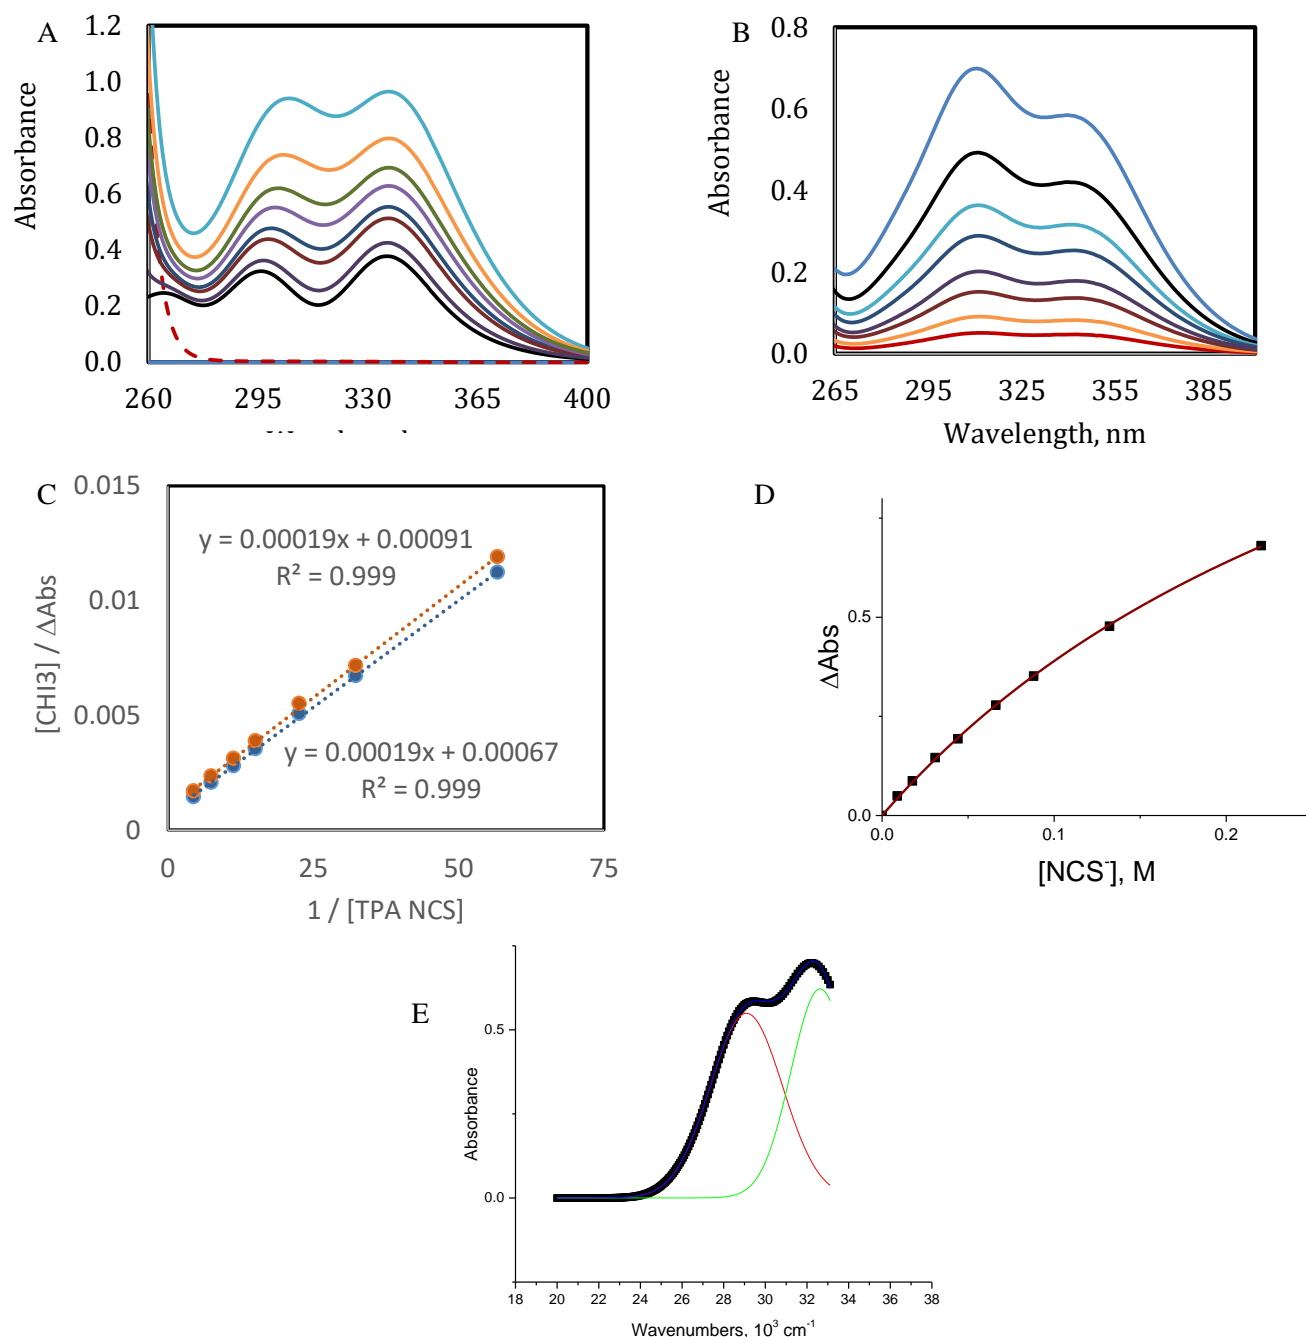 A
1.2
1.0
0.8
0.6
0.4
0.2
0.0
Absorbance
260 295 330 365 400
B
0.8
0.6
0.4
0.2
0.0
Absorbance
265 295 325 355 385
Wavelength, nm
C
0.015
0.01
0.005
0
[CHI3] / ΔAbs
y = 0.00019x + 0.00091
R² = 0.999
y = 0.00019x + 0.00067
R² = 0.999
0 25 50 75
1 / [TPA NCS]
D
0.5
0.0
ΔAbs
0.0 0.1 0.2
[NCS⁻], M
E
0.5
0.0
Absorbance
18 20 22 24 26 28 30 32 34 36 38
Wavenumbers, 10³ cm⁻¹